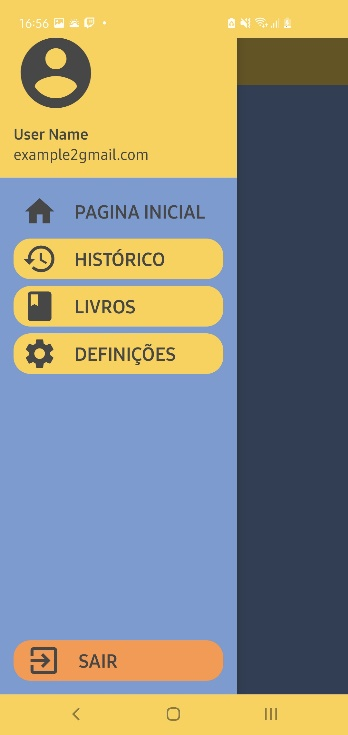 16:56
User Name
example2gmail.com
PAGINA INICIAL
HISTÓRICO
LIVROS
DEFINIÇÕES
SAIR